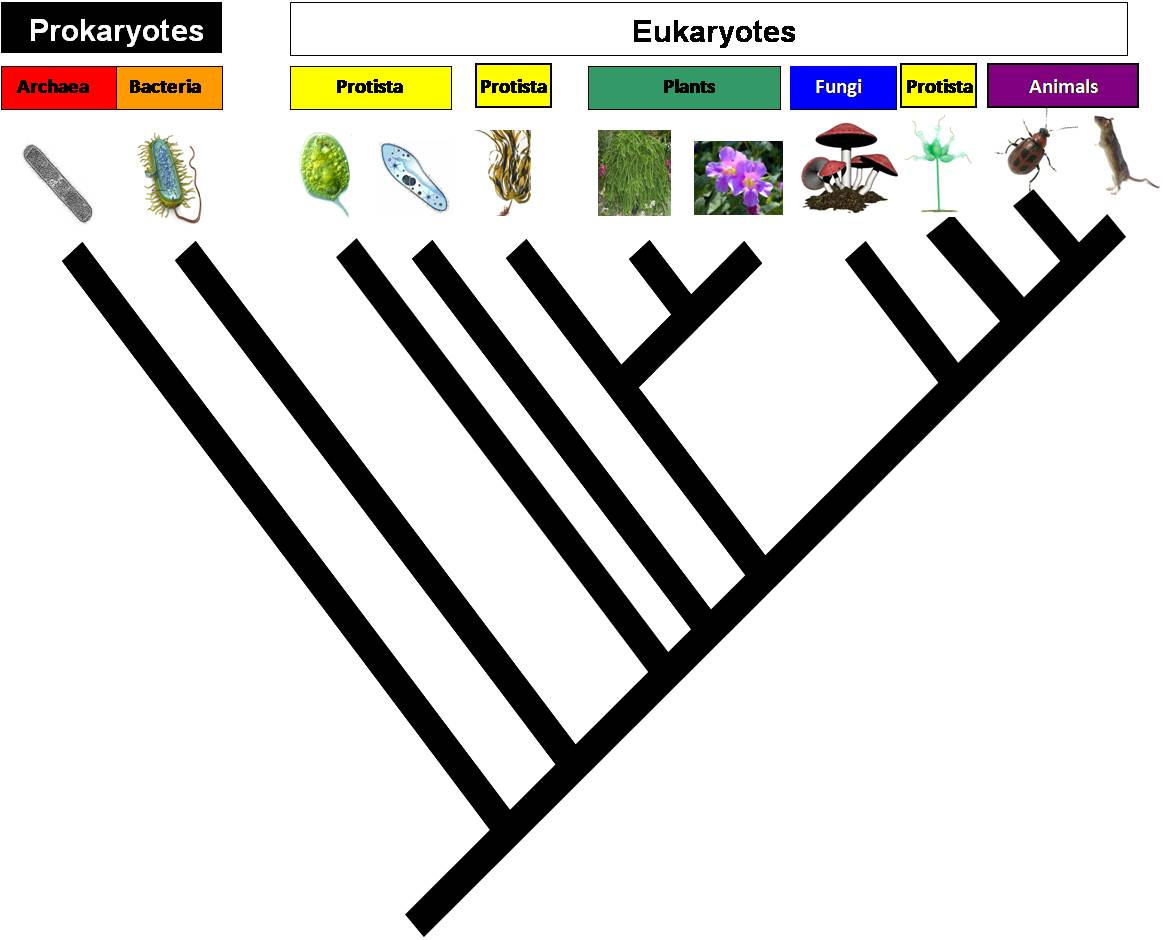 Prokaryotes
Eukaryotes
Archaea
Bacteria
Protista
Protista
Plants
Fungi
Protista
Animals